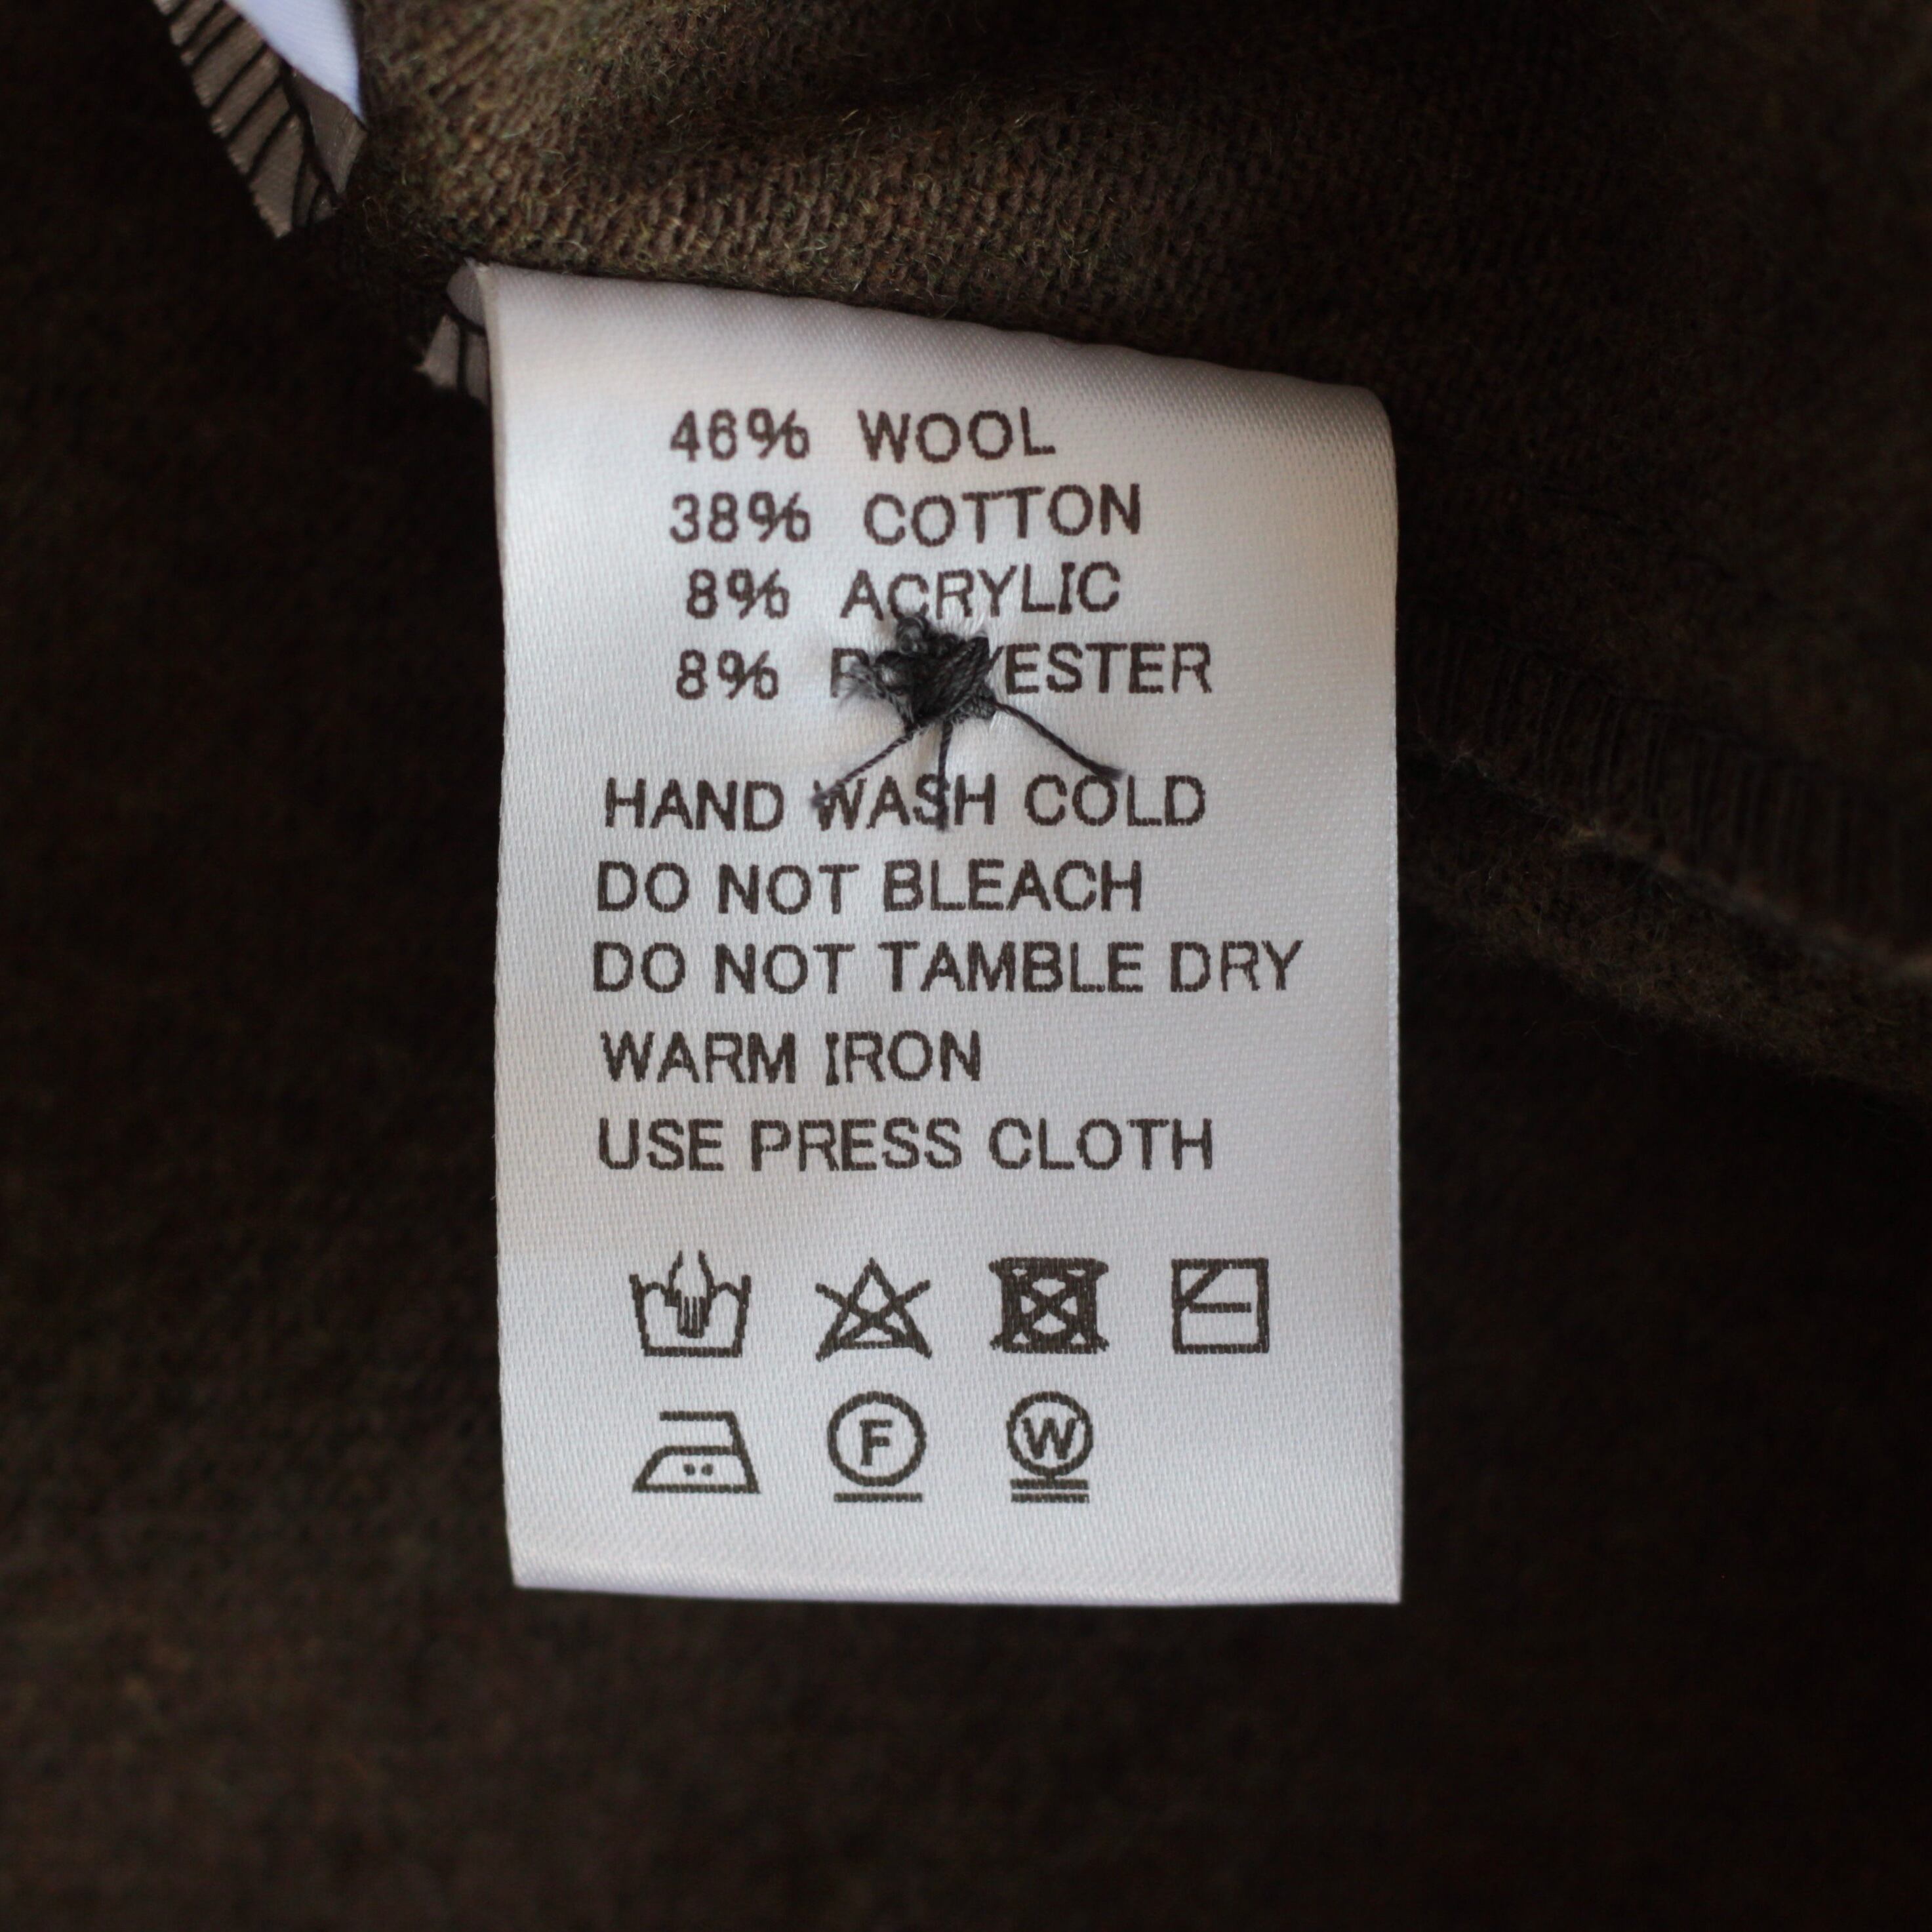 46% WOOL
38% COTTON
8% ACRYLIC
8% POLYESTER
HAND WASH COLD
DO NOT BLEACH
DO NOT TAMBLE DRY
WARM IRON
USE PRESS CLOTH
F W